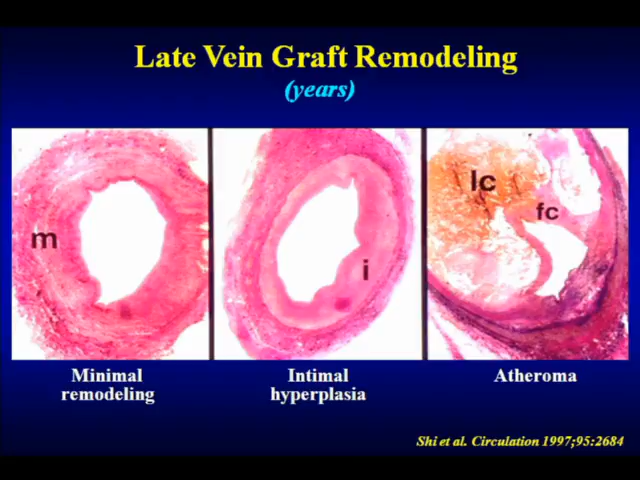 Late Vein Graft Remodeling
(years)
m
i
lc
fc
Minimal
remodeling
Intimal
hyperplasia
Atheroma
Shi et al. Circulation 1997;95:2684